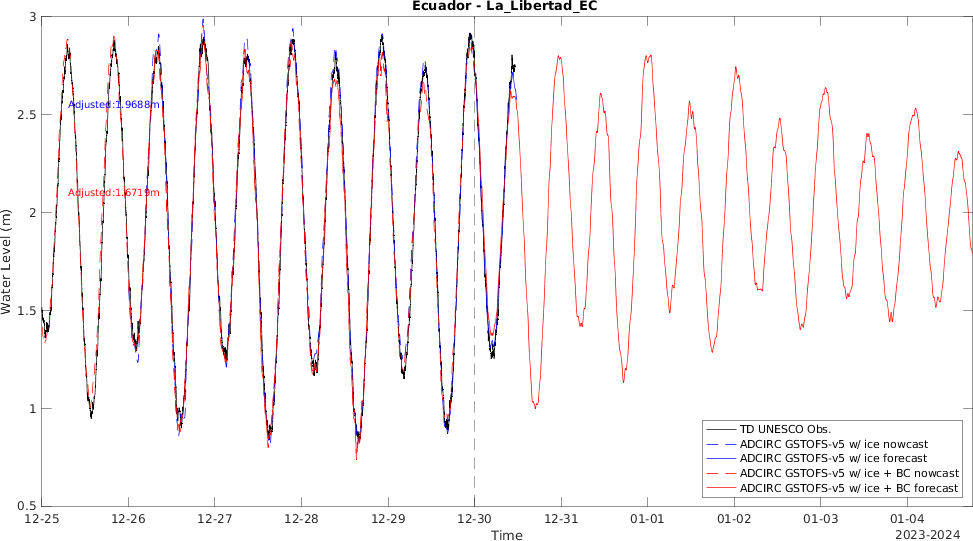 Ecuador - La_Libertad_EC
3
2.5
2
1.5
1
0.5
Water Level (m)
Adjusted:1.9688m
Adjusted:1.6719m
TD UNESCO Obs.
ADCIRC GSTOFS-v5 w/ ice nowcast
ADCIRC GSTOFS-v5 w/ ice forecast
ADCIRC GSTOFS-v5 w/ ice + BC nowcast
ADCIRC GSTOFS-v5 w/ ice + BC forecast
12-25 12-26 12-27 12-28 12-29 12-30 12-31 01-01 01-02 01-03 01-04
Time
2023-2024